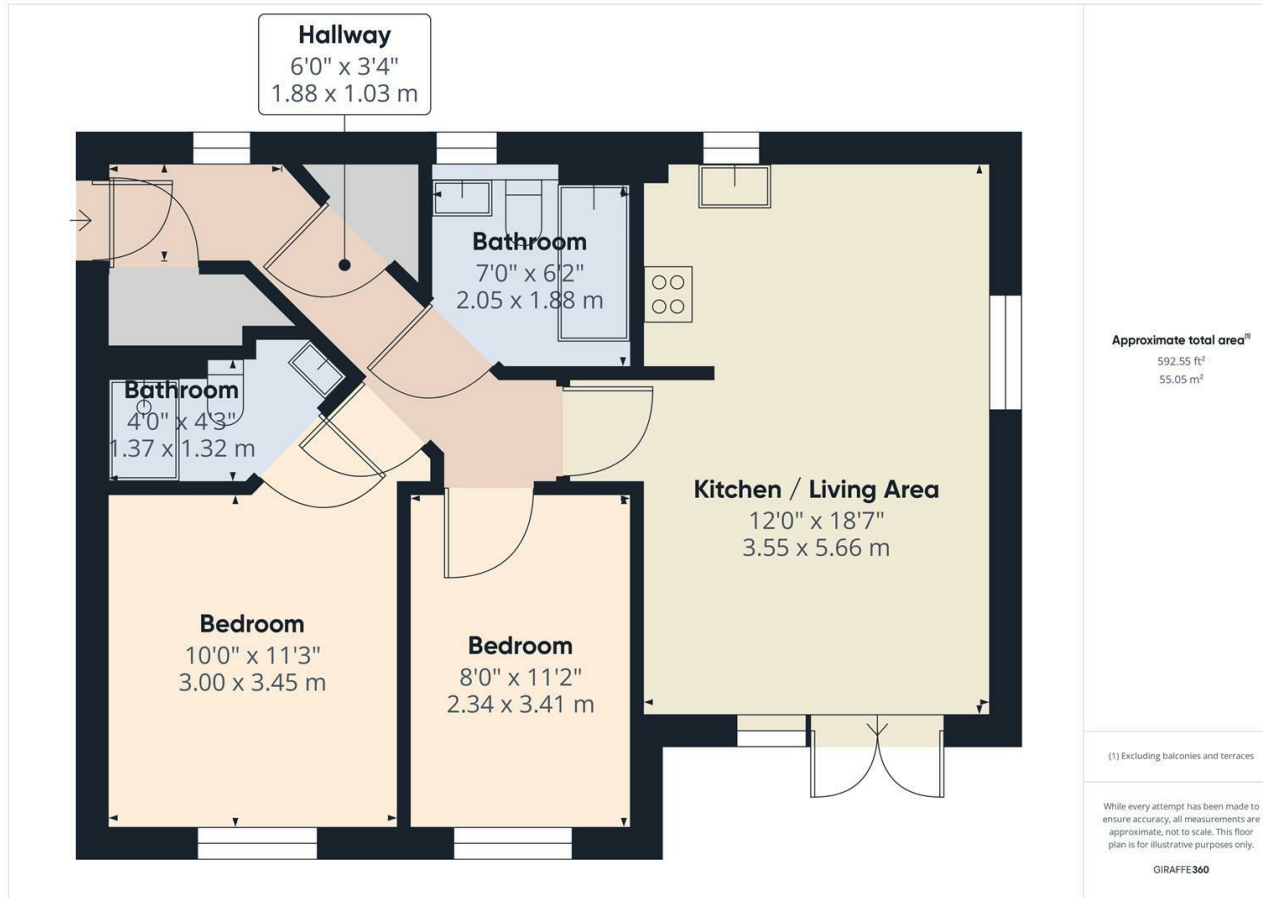 Hallway
6'0" x 3'4"
1.88 x 1.03 m
Bathroom
7'0" x 6'2"
2.05 x 1.88 m
Bathroom
4'0" x 4'3"
1.37 x 1.32 m
Kitchen / Living Area
12'0" x 18'7"
3.55 x 5.66 m
Bedroom
10'0" x 11'3"
3.00 x 3.45 m
Bedroom
8'0" x 11'2"
2.34 x 3.41 m
Approximate total area⁽¹⁾
592.55 ft²
55.05 m²
(1) Excluding balconies and terraces
While every attempt has been made to
ensure accuracy, all measurements are
approximate, not to scale. This floor
plan is for illustrative purposes only.
GIRAFFE360